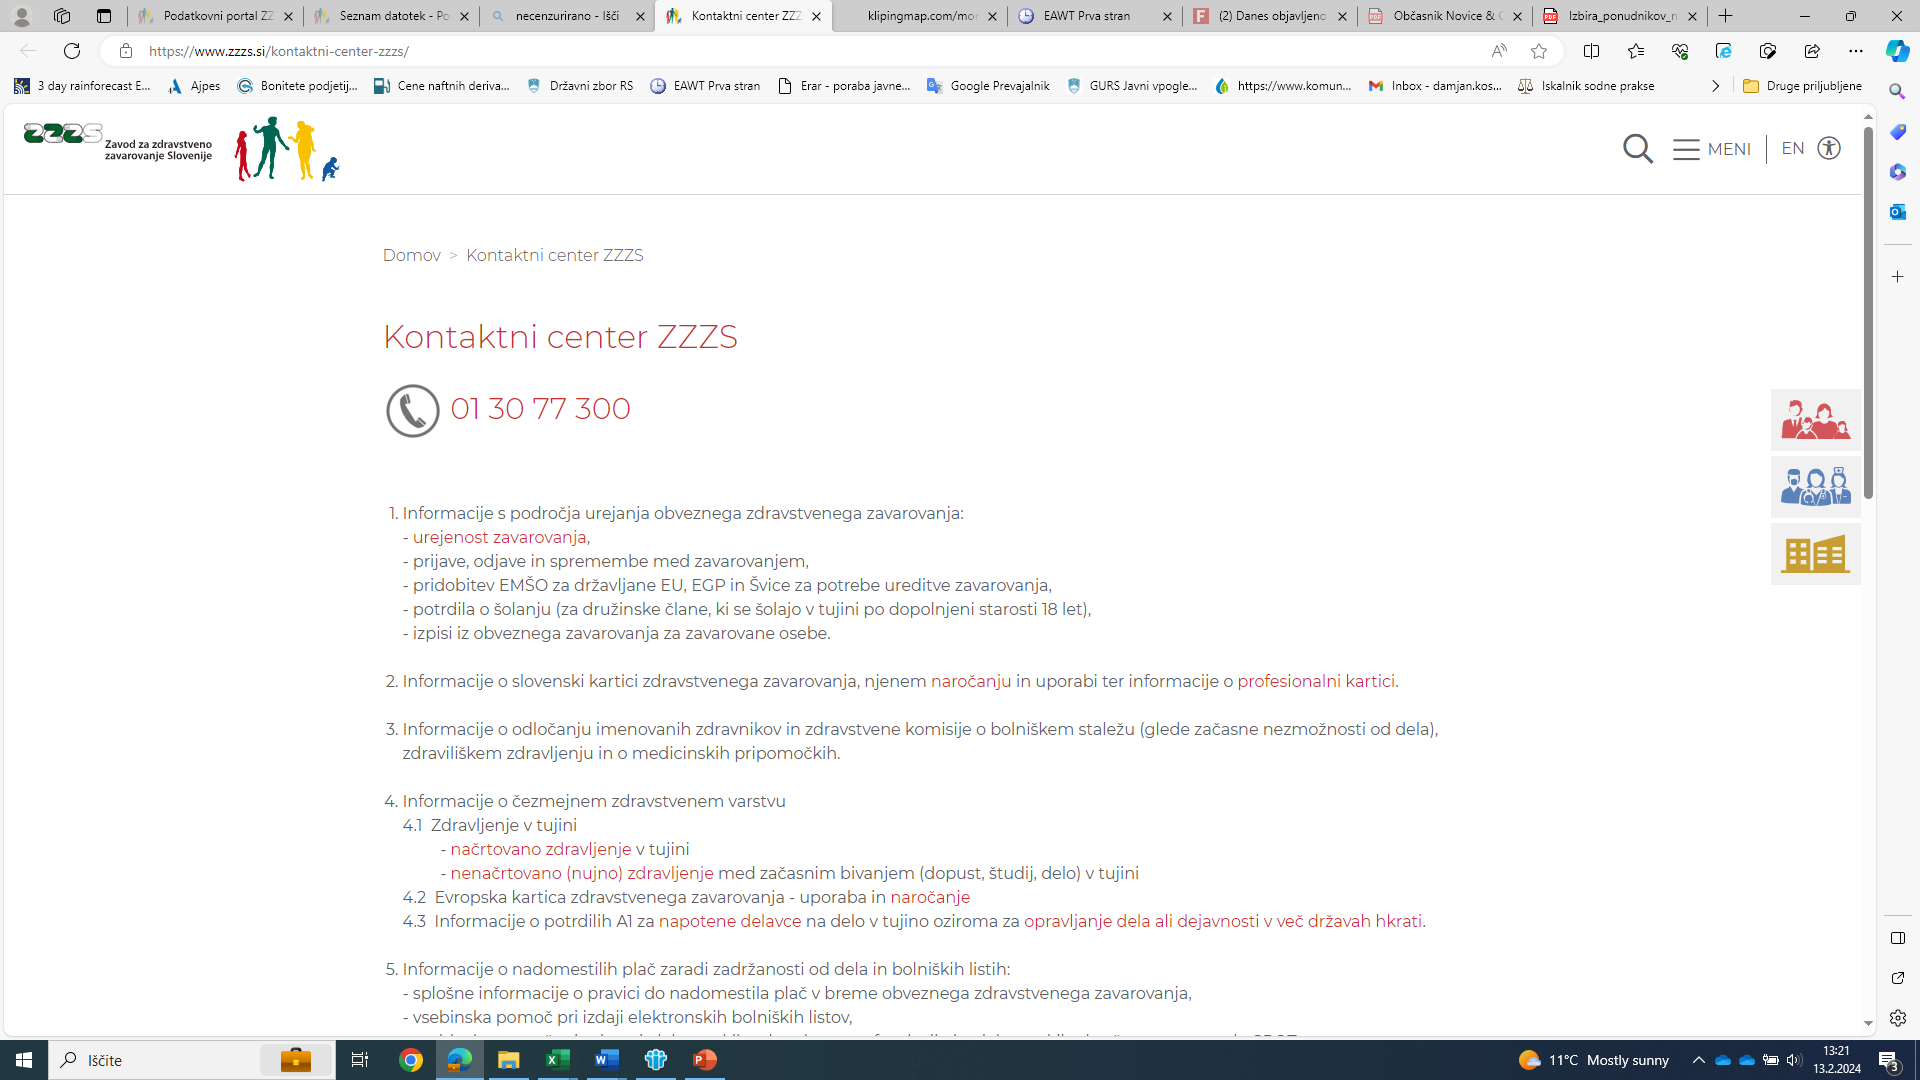 Podatkovni portal ZZ
Seznam datotek - Po
necenzurirano - Išči
Kontaktni center ZZZ
klipingmap.com/mor
EAWT Prva stran
(2) Danes objavljeno
Občasnik Novice &
Izbira_ponudnikov_n
https://www.zzzs.si/kontaktni-center-zzzs/
3 day rainforecast E...
Ajpes
Bonitete podjetij...
Cene naftnih deriva...
Državni zbor RS
EAWT Prva stran
Erar - poraba javne...
Google Prevajalnik
GURS Javni vpogle...
https://www.komun...
Inbox - damjan.kos...
Iskalnik sodne prakse
Druge priljubljene
ZZZS
Zavod za zdravstveno
zavarovanje Slovenije
MENI
EN
Domov > Kontaktni center ZZZS
Kontaktni center ZZZS
01 30 77 300
1. Informacije s področja urejanja obveznega zdravstvenega zavarovanja:
- urejenost zavarovanja,
- prijave, odjave in spremembe med zavarovanjem,
- pridobitev EMŠO za državljane EU, EGP in Švice za potrebe ureditve zavarovanja,
- potrdila o šolanju (za družinske člane, ki se šolajo v tujini po dopolnjeni starosti 18 let),
- izpisi iz obveznega zavarovanja za zavarovane osebe.
2. Informacije o slovenski kartici zdravstvenega zavarovanja, njenem naročanju in uporabi ter informacije o profesionalni kartici.
3. Informacije o odločanju imenovanih zdravnikov in zdravstvene komisije o bolniškem staležu (glede začasne nezmožnosti od dela),
zdraviliškem zdravljenju in o medicinskih pripomočkih.
4. Informacije o čezmejnem zdravstvenem varstvu
4.1 Zdravljenje v tujini
- načrtovano zdravljenje v tujini
- nenačrtovano (nujno) zdravljenje med začasnim bivanjem (dopust, študij, delo) v tujini
4.2 Evropska kartica zdravstvenega zavarovanja - uporaba in naročanje
4.3 Informacije o potrdilih A1 za napotene delavce na delo v tujino oziroma za opravljanje dela ali dejavnosti v več državah hkrati.
5. Informacije o nadomestilih plač zaradi zadržanosti od dela in bolniških listih:
- splošne informacije o pravici do nadomestila plač v breme obveznega zdravstvenega zavarovanja,
- vsebinska pomoč pri izdaji elektronskih bolniških listov,
Iščite
11°C Mostly sunny
13:21
13.2.2024
3